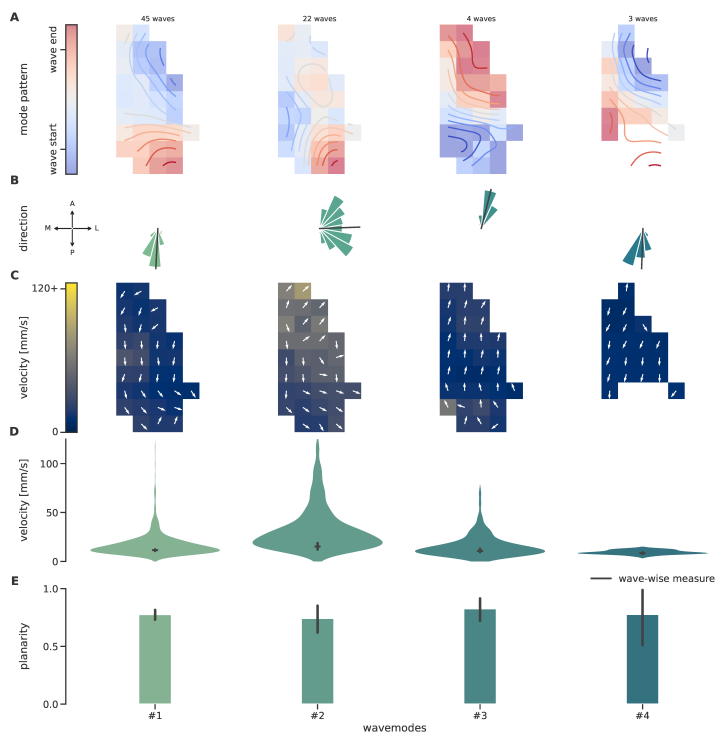 A
45 waves
22 waves
4 waves
3 waves
wave end
wave start
mode pattern
B
direction
A
M
L
P
C
120+
0
velocity [mm/s]
D
100
50
0
velocity [mm/s]
E
wave-wise measure
1.0
0.5
0.0
planarity
#1
#2
#3
#4
wavemodes